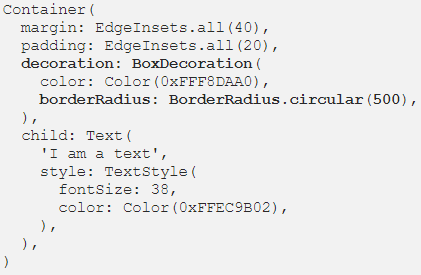 Container(
  margin: EdgeInsets.all(40),
  padding: EdgeInsets.all(20),
  decoration: BoxDecoration(
    color: Color(0xFFF8DAA0),
    borderRadius: BorderRadius.circular(500),
  ),
  child: Text(
    'I am a text',
    style: TextStyle(
      fontSize: 38,
      color: Color(0xFFEC9B02),
    ),
  ),
)